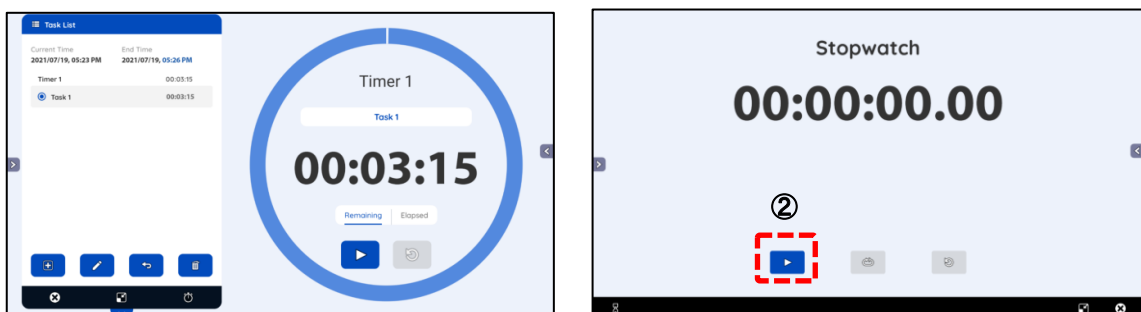 Task List
Current Time End Time
2021/07/19, 05:23 PM 2021/07/19, 05:26 PM
Timer 1 00:03:15
Task 1 00:03:15
Timer 1
Task 1
00:03:15
Remaining Elapsed
Stopwatch
00:00:00.00
②